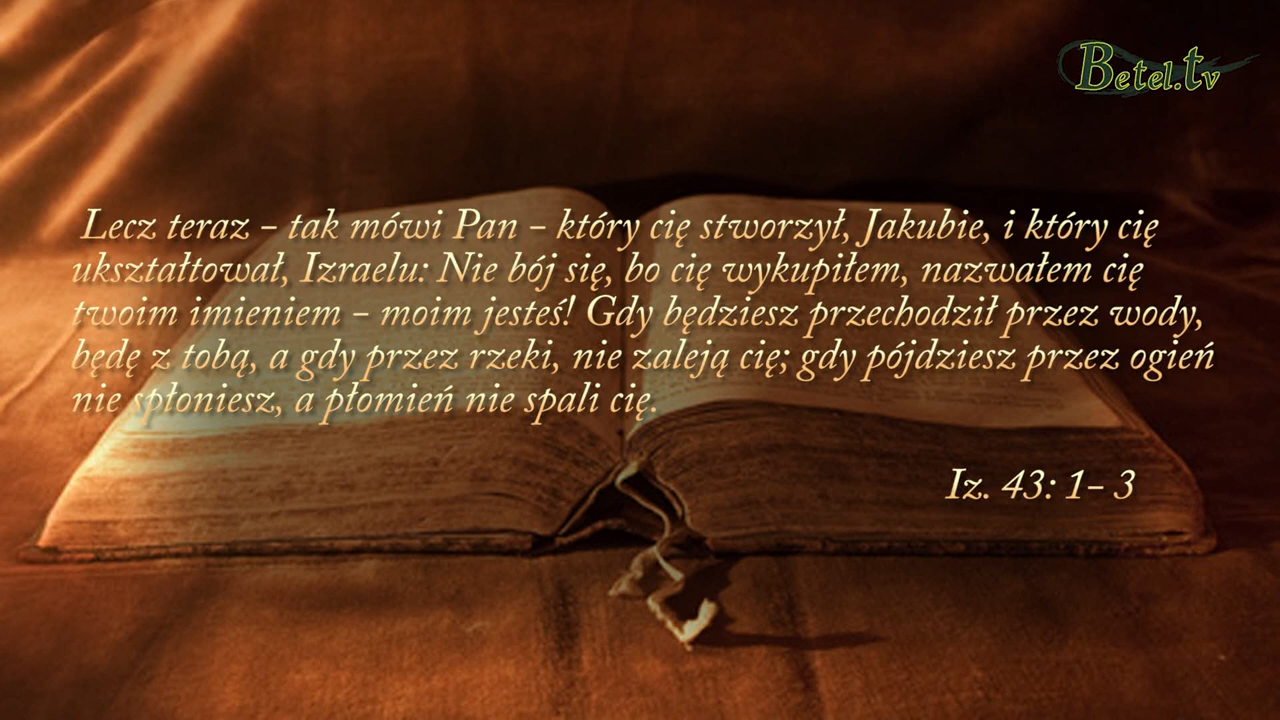 Betel.tv
Lecz teraz – tak mówi Pan – który cię stworzył, Jakubie, i który cię
ukształtował, Izraelu: Nie bój się, bo cię wykupiłem, nazwałem cię
twoim imieniem – moim jesteś! Gdy będziesz przechodził przez wody,
będę z tobą, a gdy przez rzeki, nie zaleją cię; gdy pójdziesz przez ogień
nie spłoniesz, a płomień nie spali cię.
Iz. 43: 1– 3